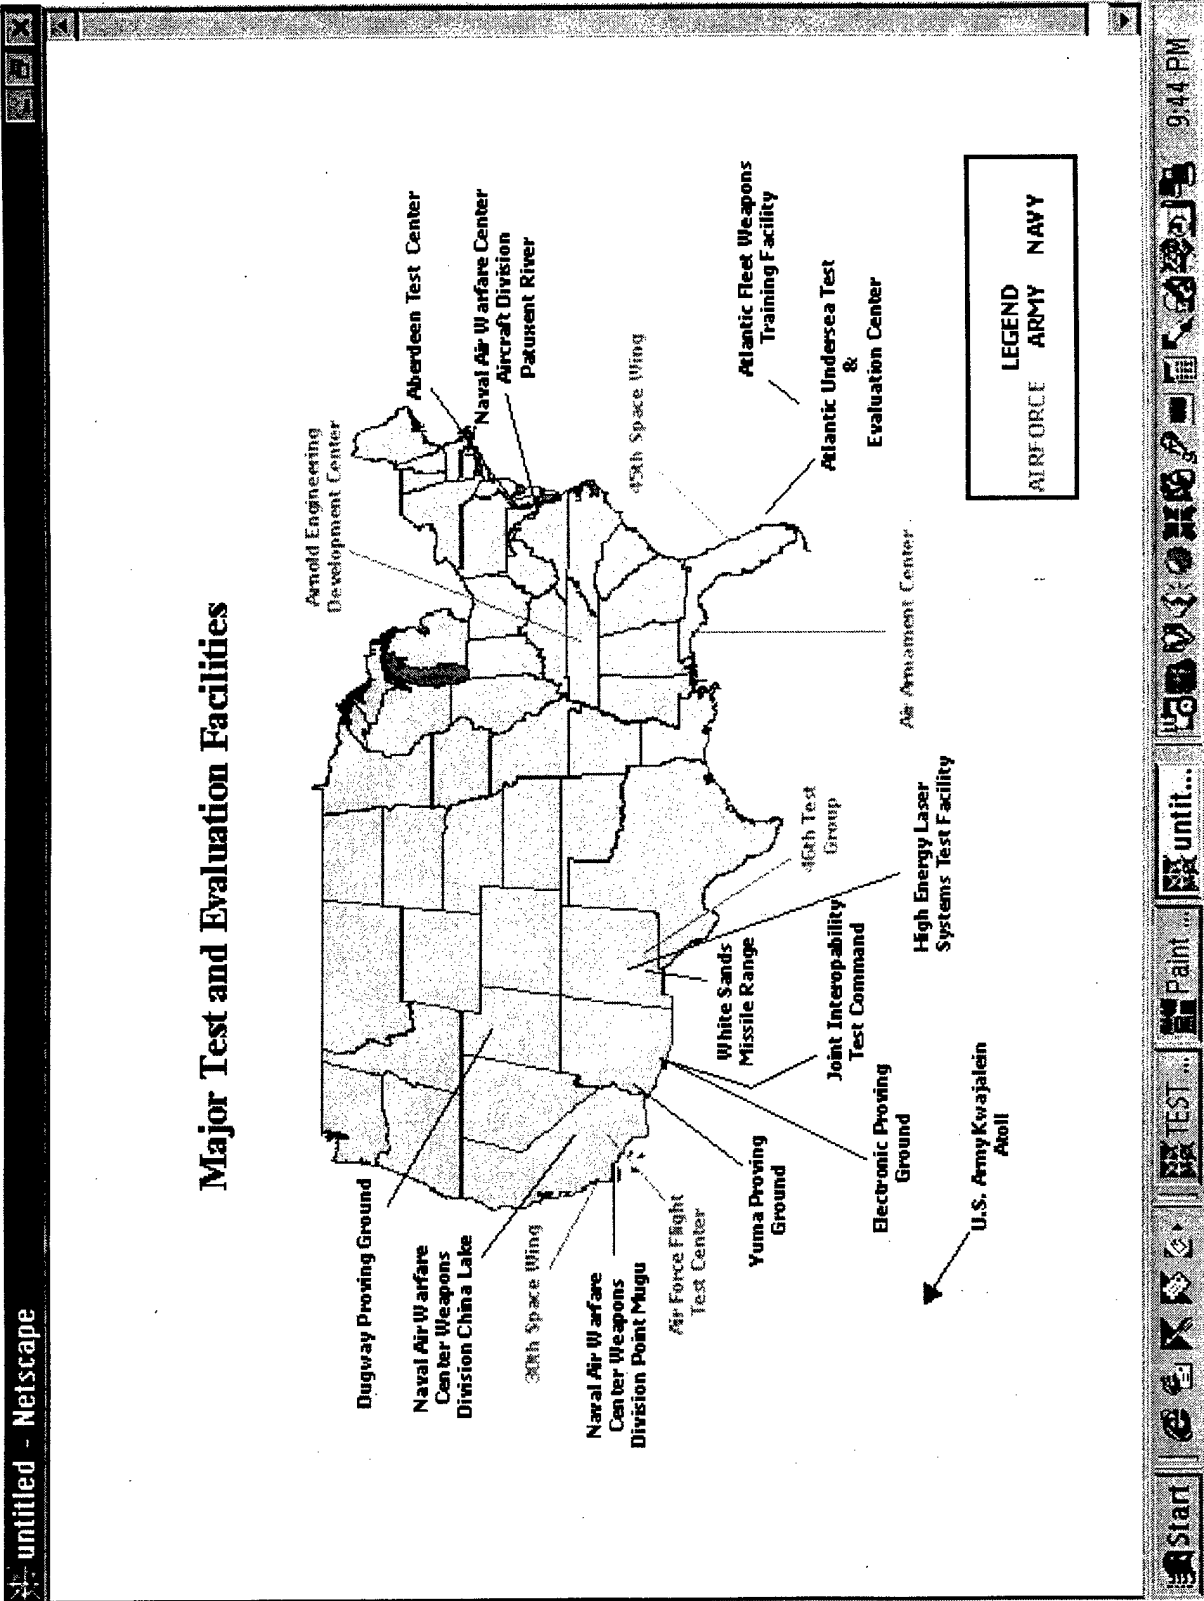 untitled - Netscape
Major Test and Evaluation Facilities
Arnold Engineering
Development Center
Aberdeen Test Center
Naval Air Warfare Center
Aircraft Division
Patuxent River
Dugway Proving Ground
Naval Air Warfare
Center Weapons
Division China Lake
30th Space Wing
Naval Air Warfare
Center Weapons
Division Point Mugu
Air Force Flight
Test Center
Yuma Proving
Ground
Electronic Proving
Ground
U.S. Army Kwajalein
Atoll
White Sands
Missile Range
Joint Interopability
Test Command
46th Test
Group
High Energy Laser
Systems Test Facility
Air Armament Center
45th Space Wing
Atlantic Fleet Weapons
Training Facility
Atlantic Undersea Test
&
Evaluation Center
LEGEND
AIRFORCE ARMY NAVY
Start
TEST ...
Paint ...
untit...
9:44 PM